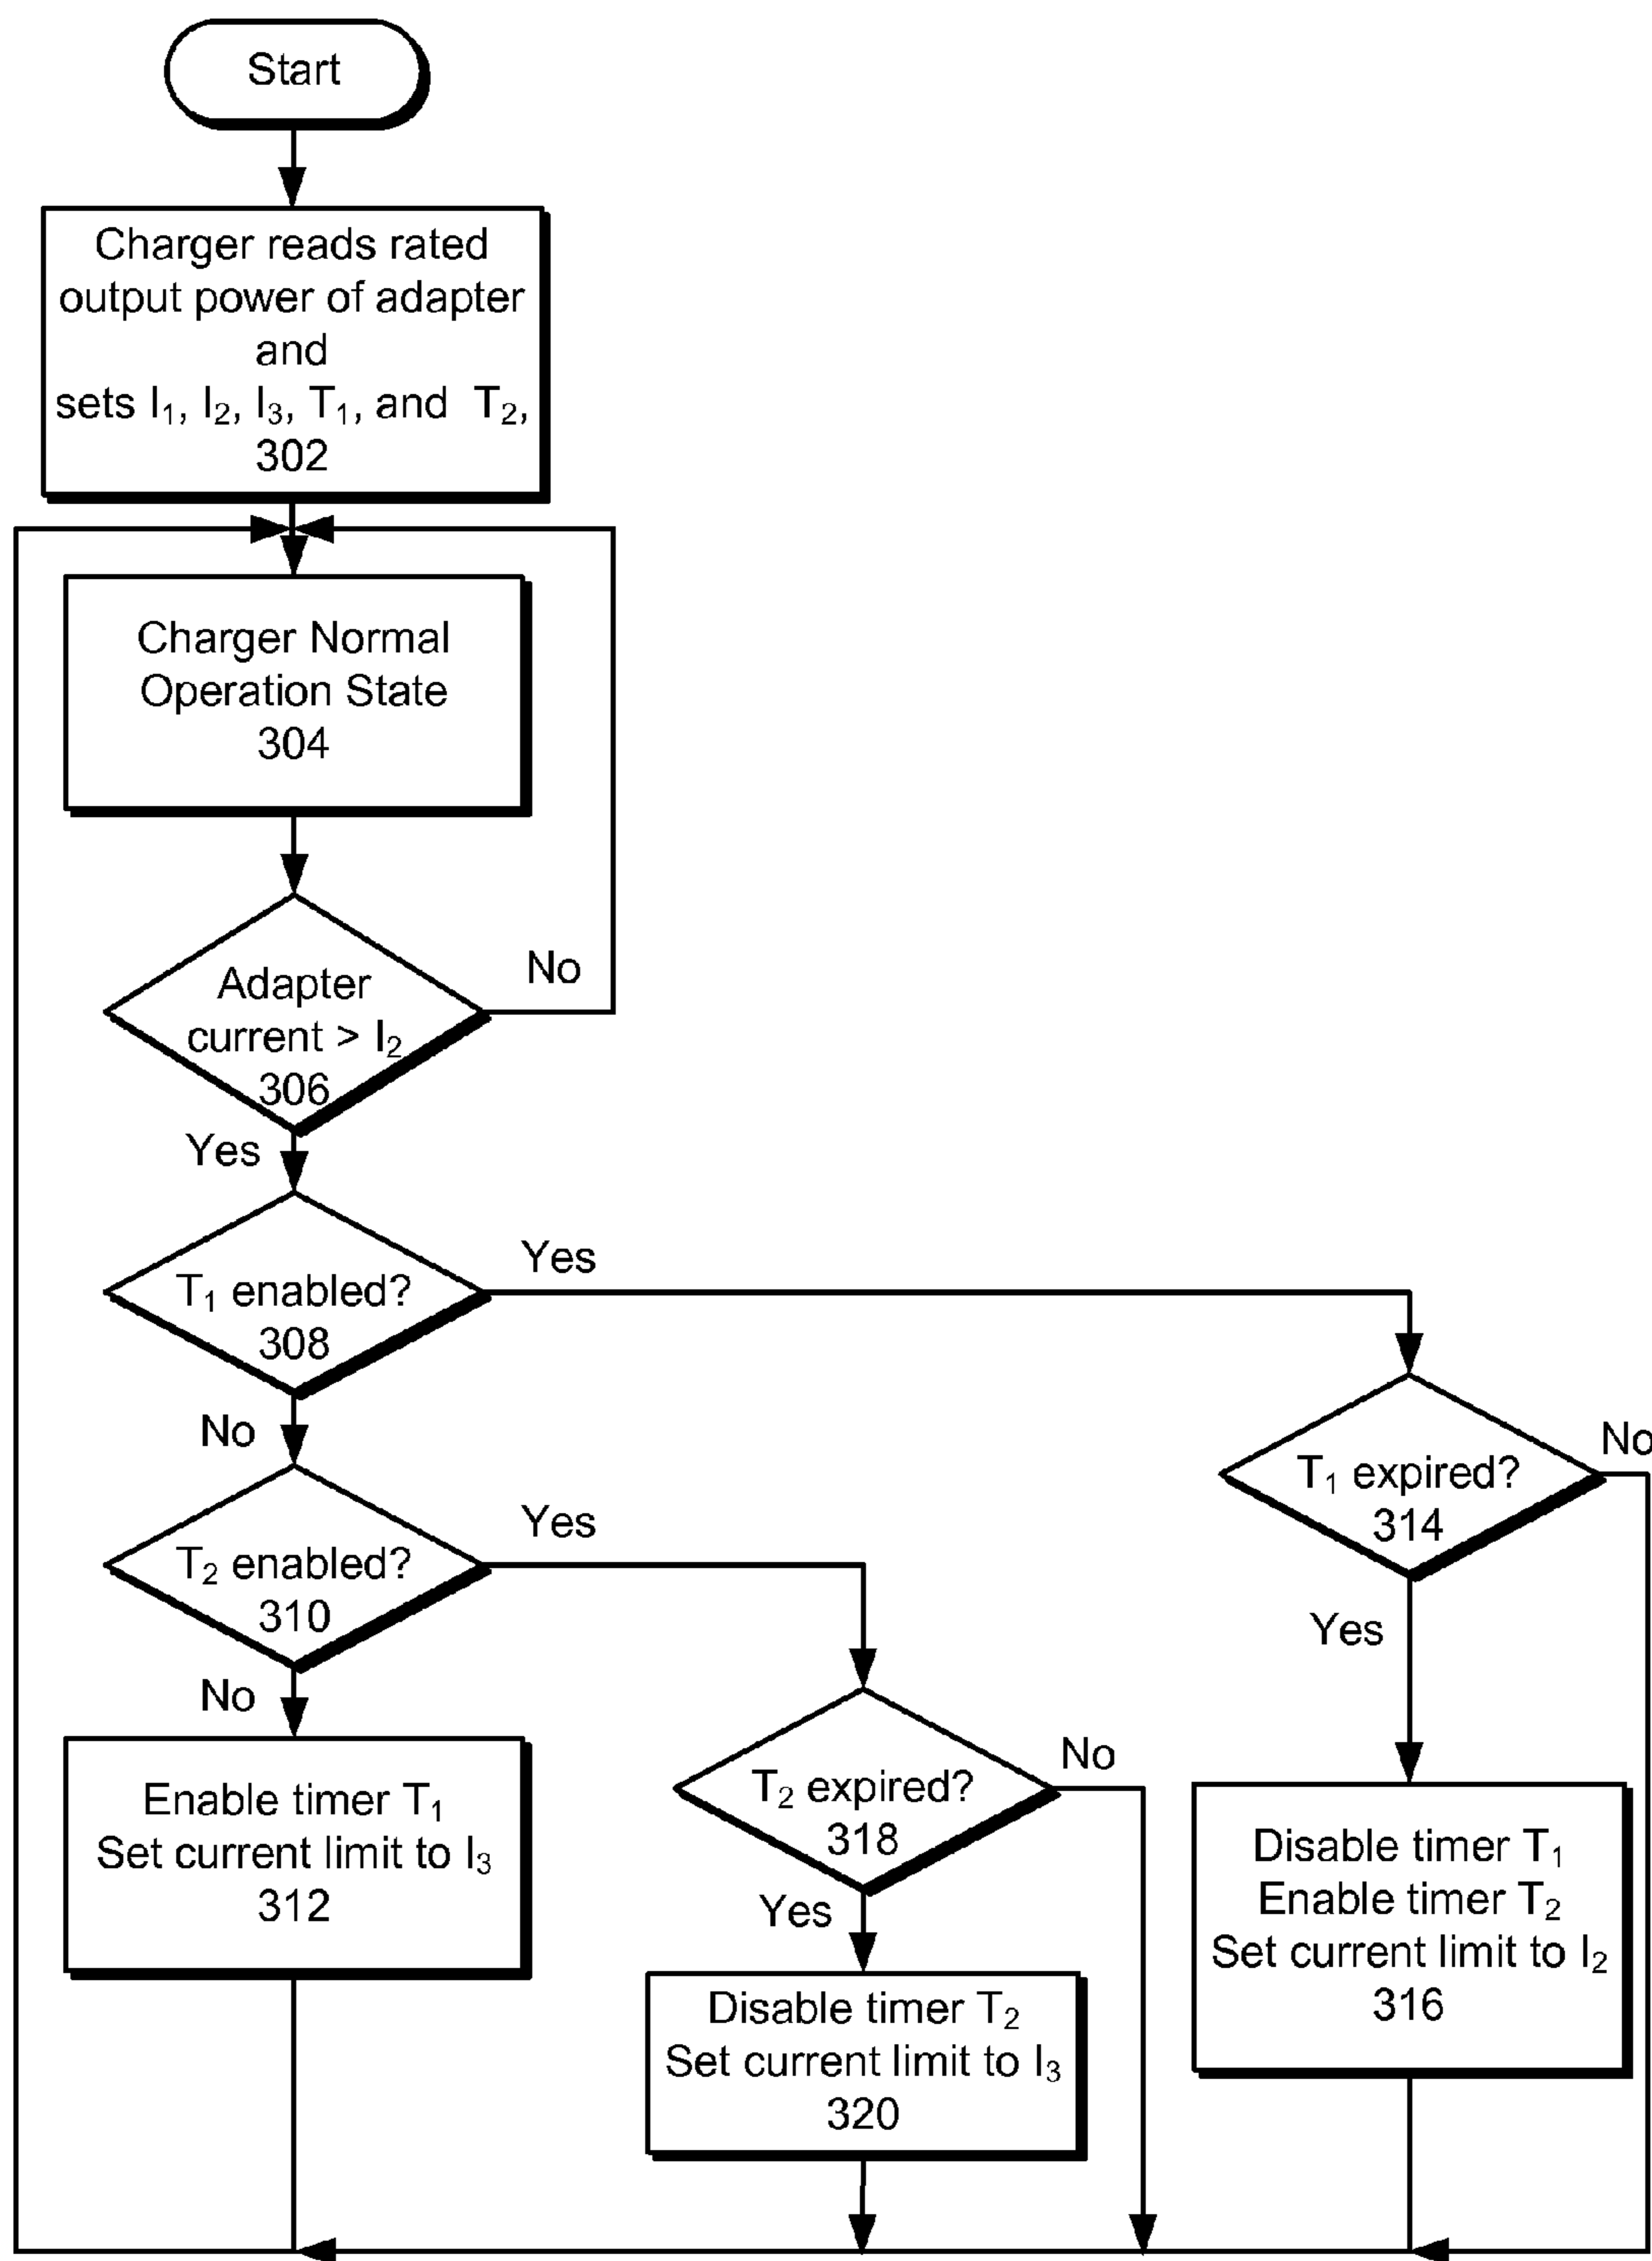 Start
Charger reads rated
output power of adapter
and
sets I₁, I₂, I₃, T₁, and T₂,
302
Charger Normal
Operation State
304
Adapter
current > I₂
306
No
Yes
T₁ enabled?
308
Yes
No
T₂ enabled?
310
Yes
No
Enable timer T₁
Set current limit to I₃
312
T₂ expired?
318
No
Yes
Disable timer T₂
Set current limit to I₃
320
T₁ expired?
314
No
Yes
Disable timer T₁
Enable timer T₂
Set current limit to I₂
316